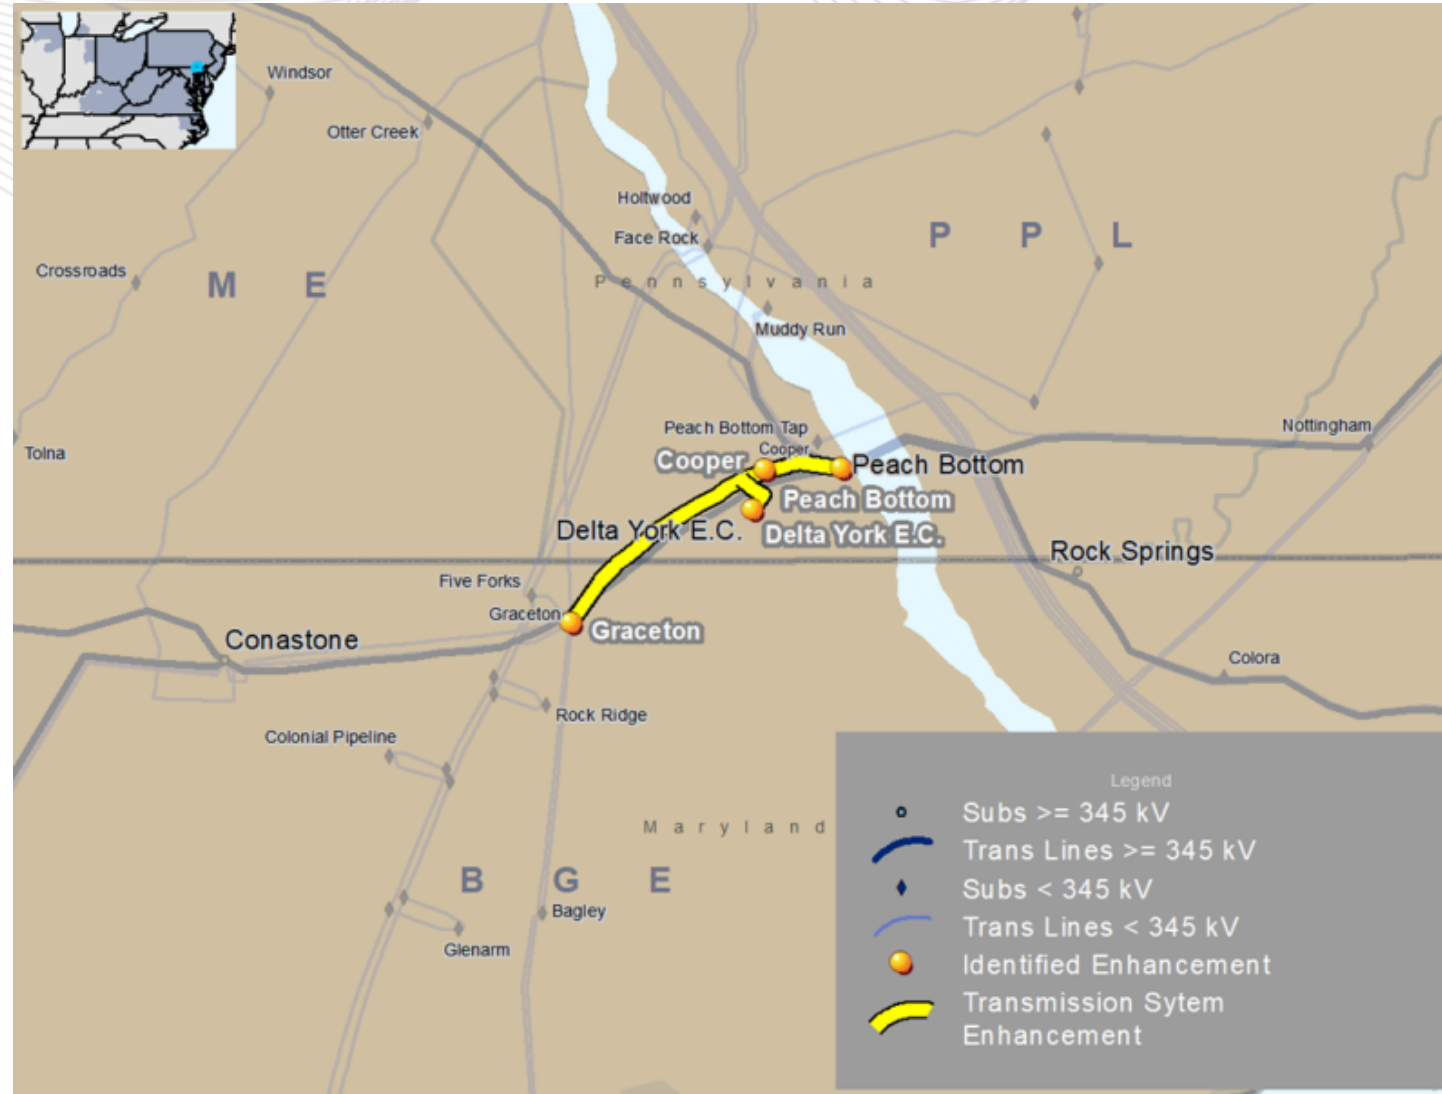 Windsor
Otter Creek
Holtwood
Face Rock
P P L
Crossroads
M E
Pennsylvania
Muddy Run
Peach Bottom Tap
Nottingham
Tolna
Cooper
Cooper
Peach Bottom
Peach Bottom
Delta York E.C.
Delta York E.C.
Rock Springs
Five Forks
Graceton
Graceton
Conastone
Colora
Rock Ridge
Colonial Pipeline
Maryland
B G E
Bagley
Glenarm
Legend
Subs >= 345 kV
Trans Lines >= 345 kV
Subs < 345 kV
Trans Lines < 345 kV
Identified Enhancement
Transmission Sytem
Enhancement